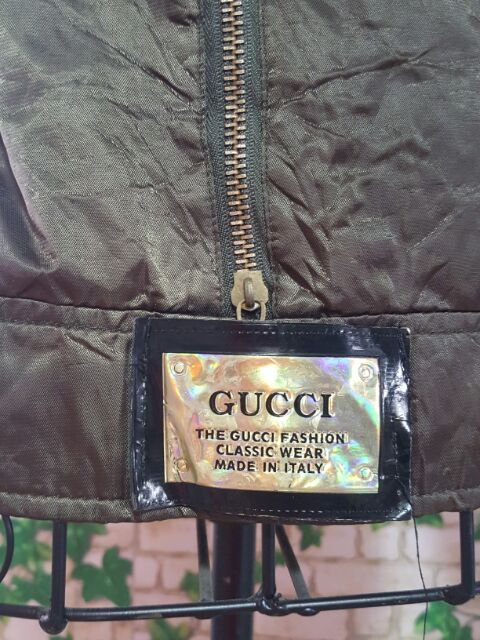 GUCCI
THE GUCCI FASHION
CLASSIC WEAR
MADE IN ITALY